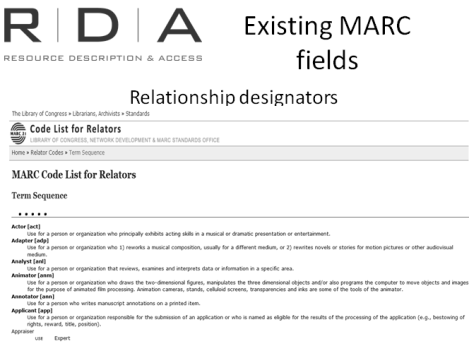 R | D | A
RESOURCE DESCRIPTION & ACCESS
Existing MARC
fields
Relationship designators
The Library of Congress » Librarians, Archivists » Standards
Code List for Relators
LIBRARY OF CONGRESS, NETWORK DEVELOPMENT & MARC STANDARDS OFFICE
Home » Relator Codes » Term Sequence
MARC Code List for Relators
Term Sequence
Actor [act]
Use for a person or organization who principally exhibits acting skills in a musical or dramatic presentation or entertainment.
Adaptor [adp]
Use for a person or organization who 1) reworks a musical composition, usually for a different medium, or 2) rewrites novels or stories for motion pictures or other audiovisual
medium.
Analyst [anl]
Use for a person or organization that reviews, examines and interprets data or information in a specific area.
Animator [anm]
Use for a person or organization who draws the two-dimensional figures, manipulates the three dimensional objects and/or also programs the computer to move objects and images
for the purpose of animated film processing. Animation cameras, stands, celluloid screens, transparencies and inks are some of the tools of the animator.
Annotator [ann]
Use for a person who writes manuscript annotations on a printed item.
Applicant [app]
Use for a person or organization responsible for the submission of an application or who is named as eligible for the results of the processing of the application (e.g., bestowing of
rights, reward, title, position).
Appraiser
USE Expert